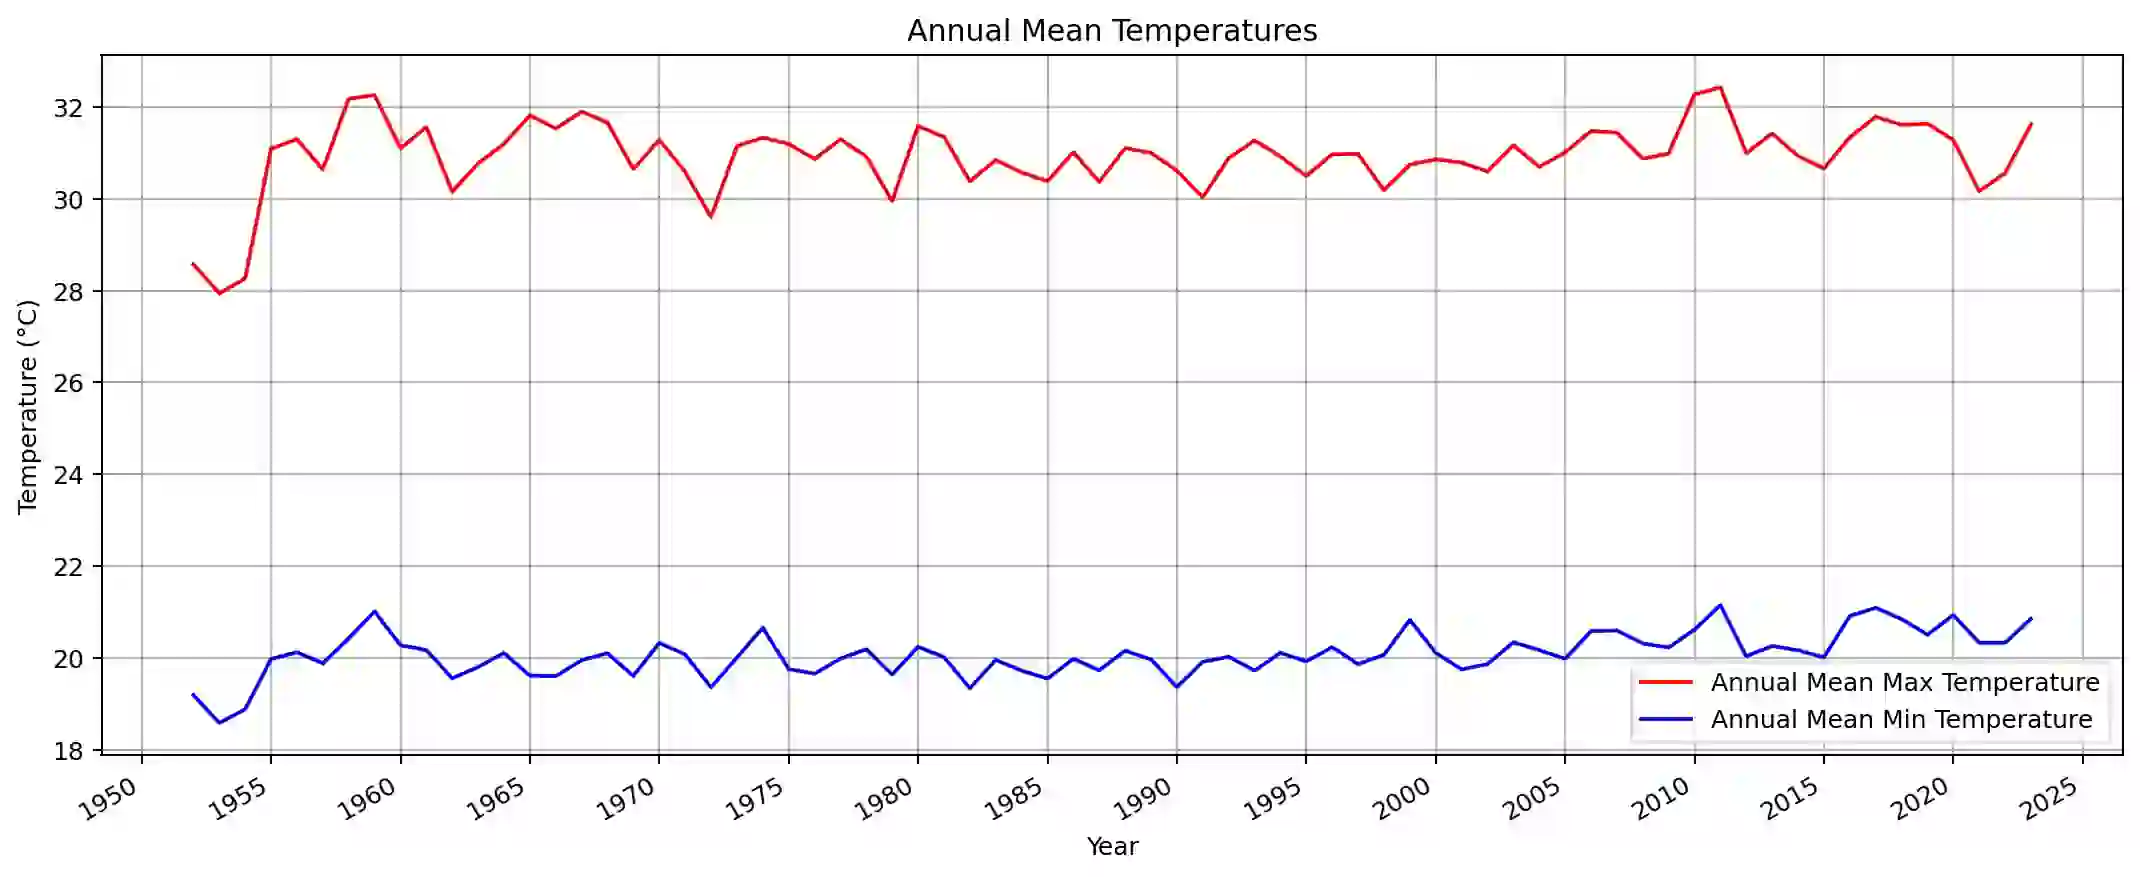 Annual Mean Temperatures
Temperature (°C)
32
30
28
26
24
22
20
18
Annual Mean Max Temperature
Annual Mean Min Temperature
1950 1955 1960 1965 1970 1975 1980 1985 1990 1995 2000 2005 2010 2015 2020 2025
Year